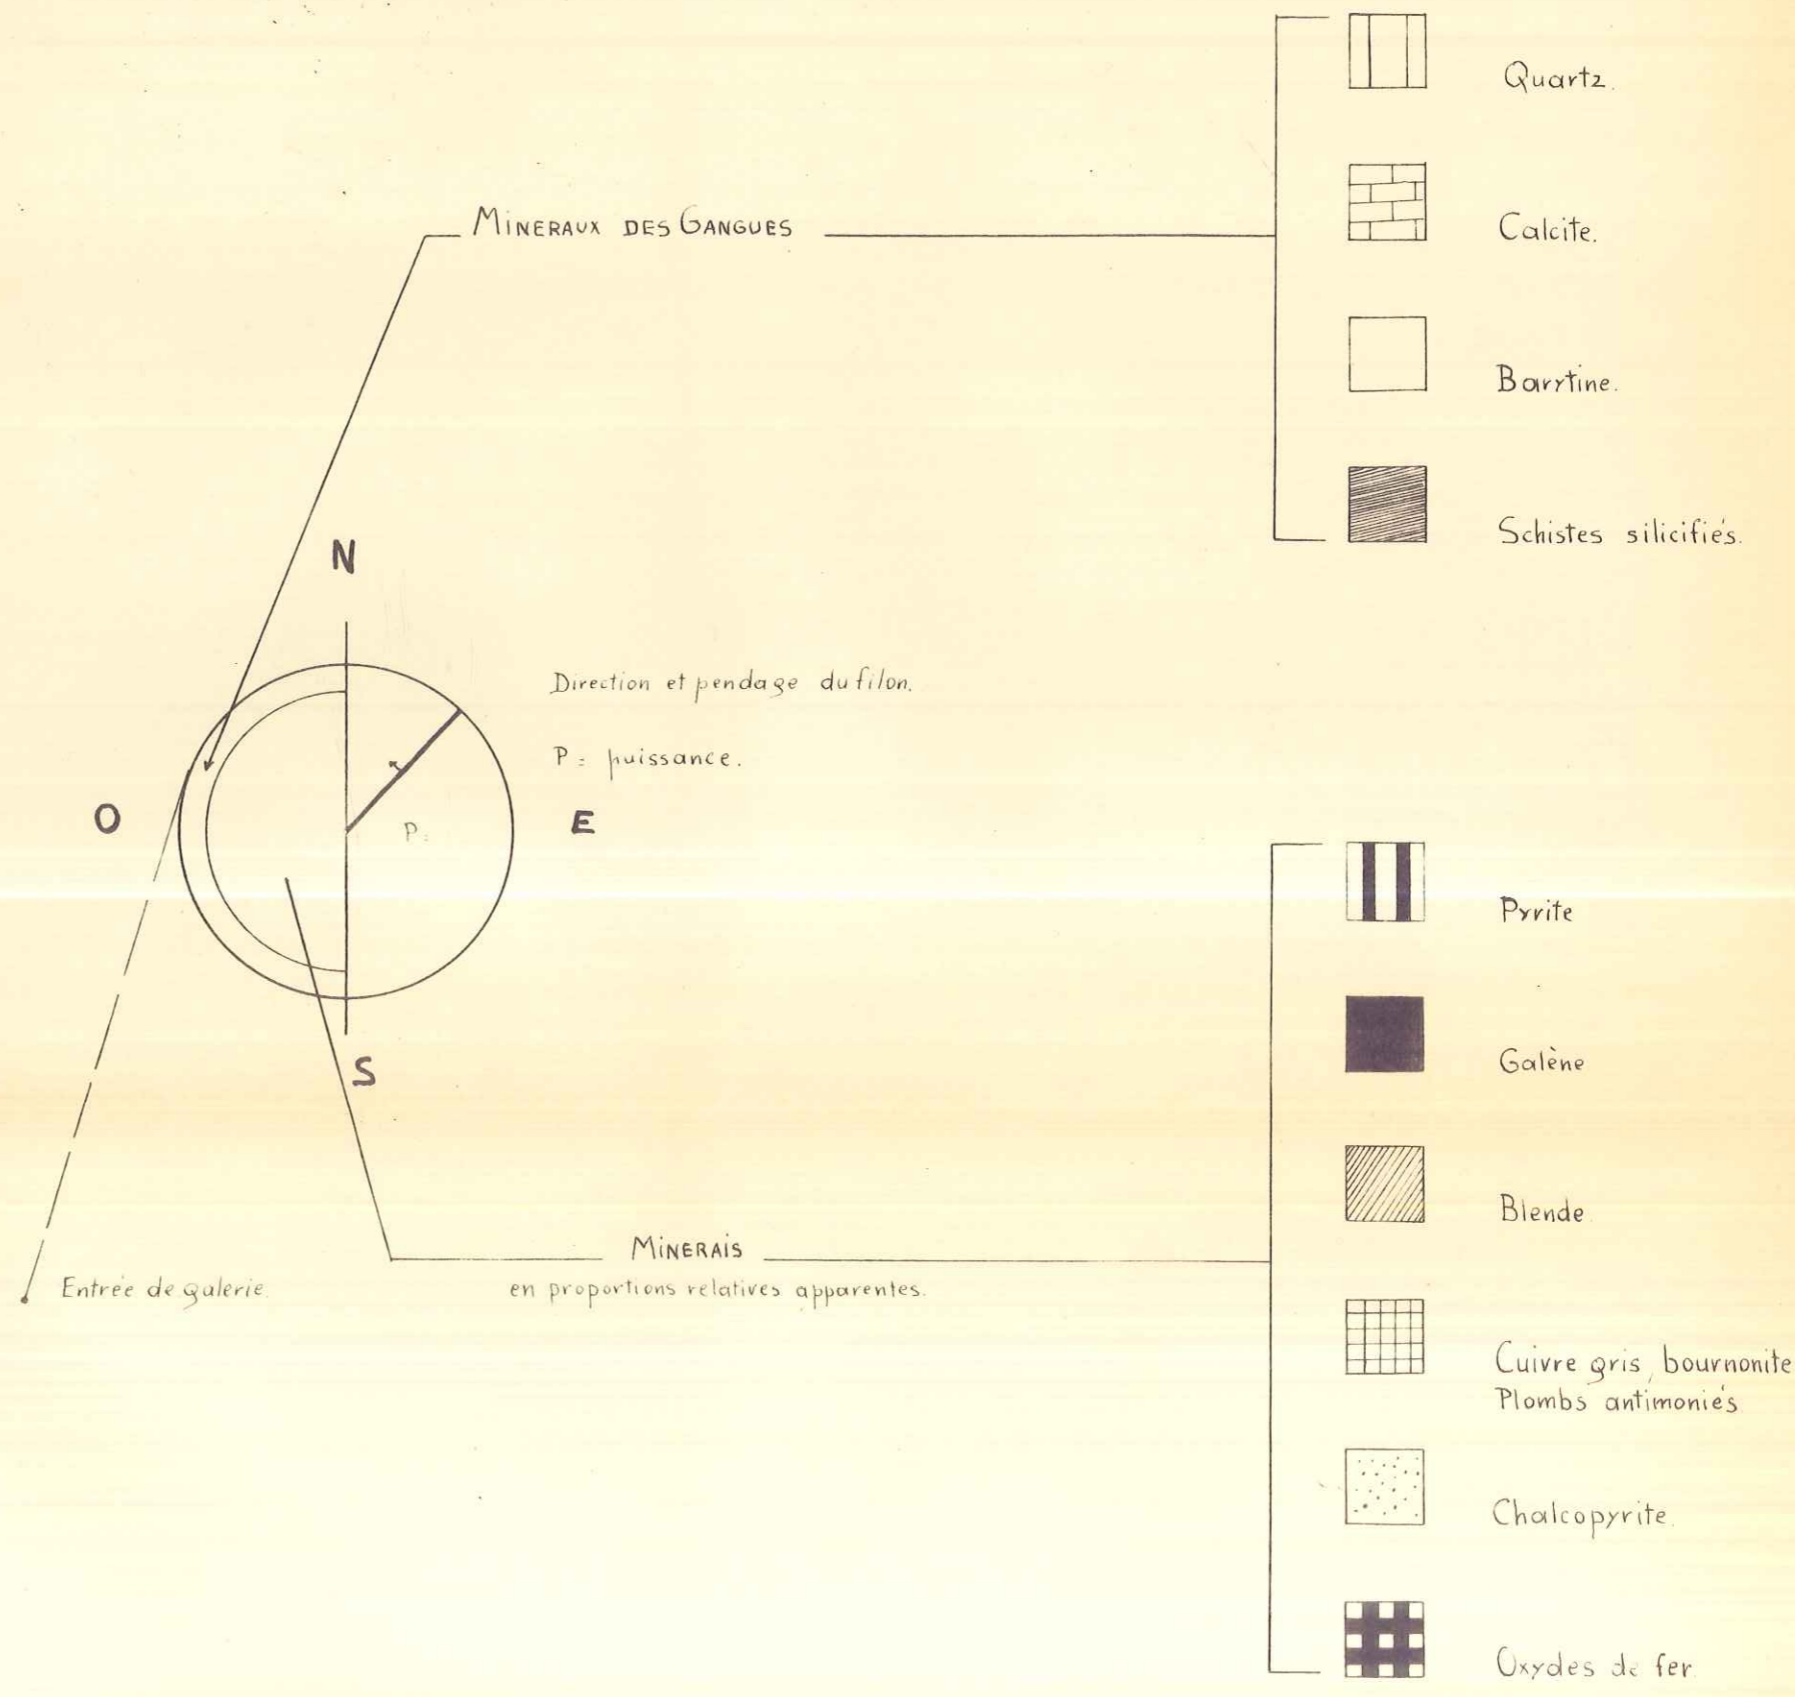 Quartz.
MINERAUX DES GANGUES
Calcite.
Barytine.
Schistes silicifiés.
N
Direction et pendage du filon.
P = puissance.
O
P =
E
S
Pyrite
Galène
Blende
MINERAIS
en proportions relatives apparentes.
Entrée de galerie.
Cuivre gris, bournonite
Plombs antimoniés
Chalcopyrite.
Oxydes de fer